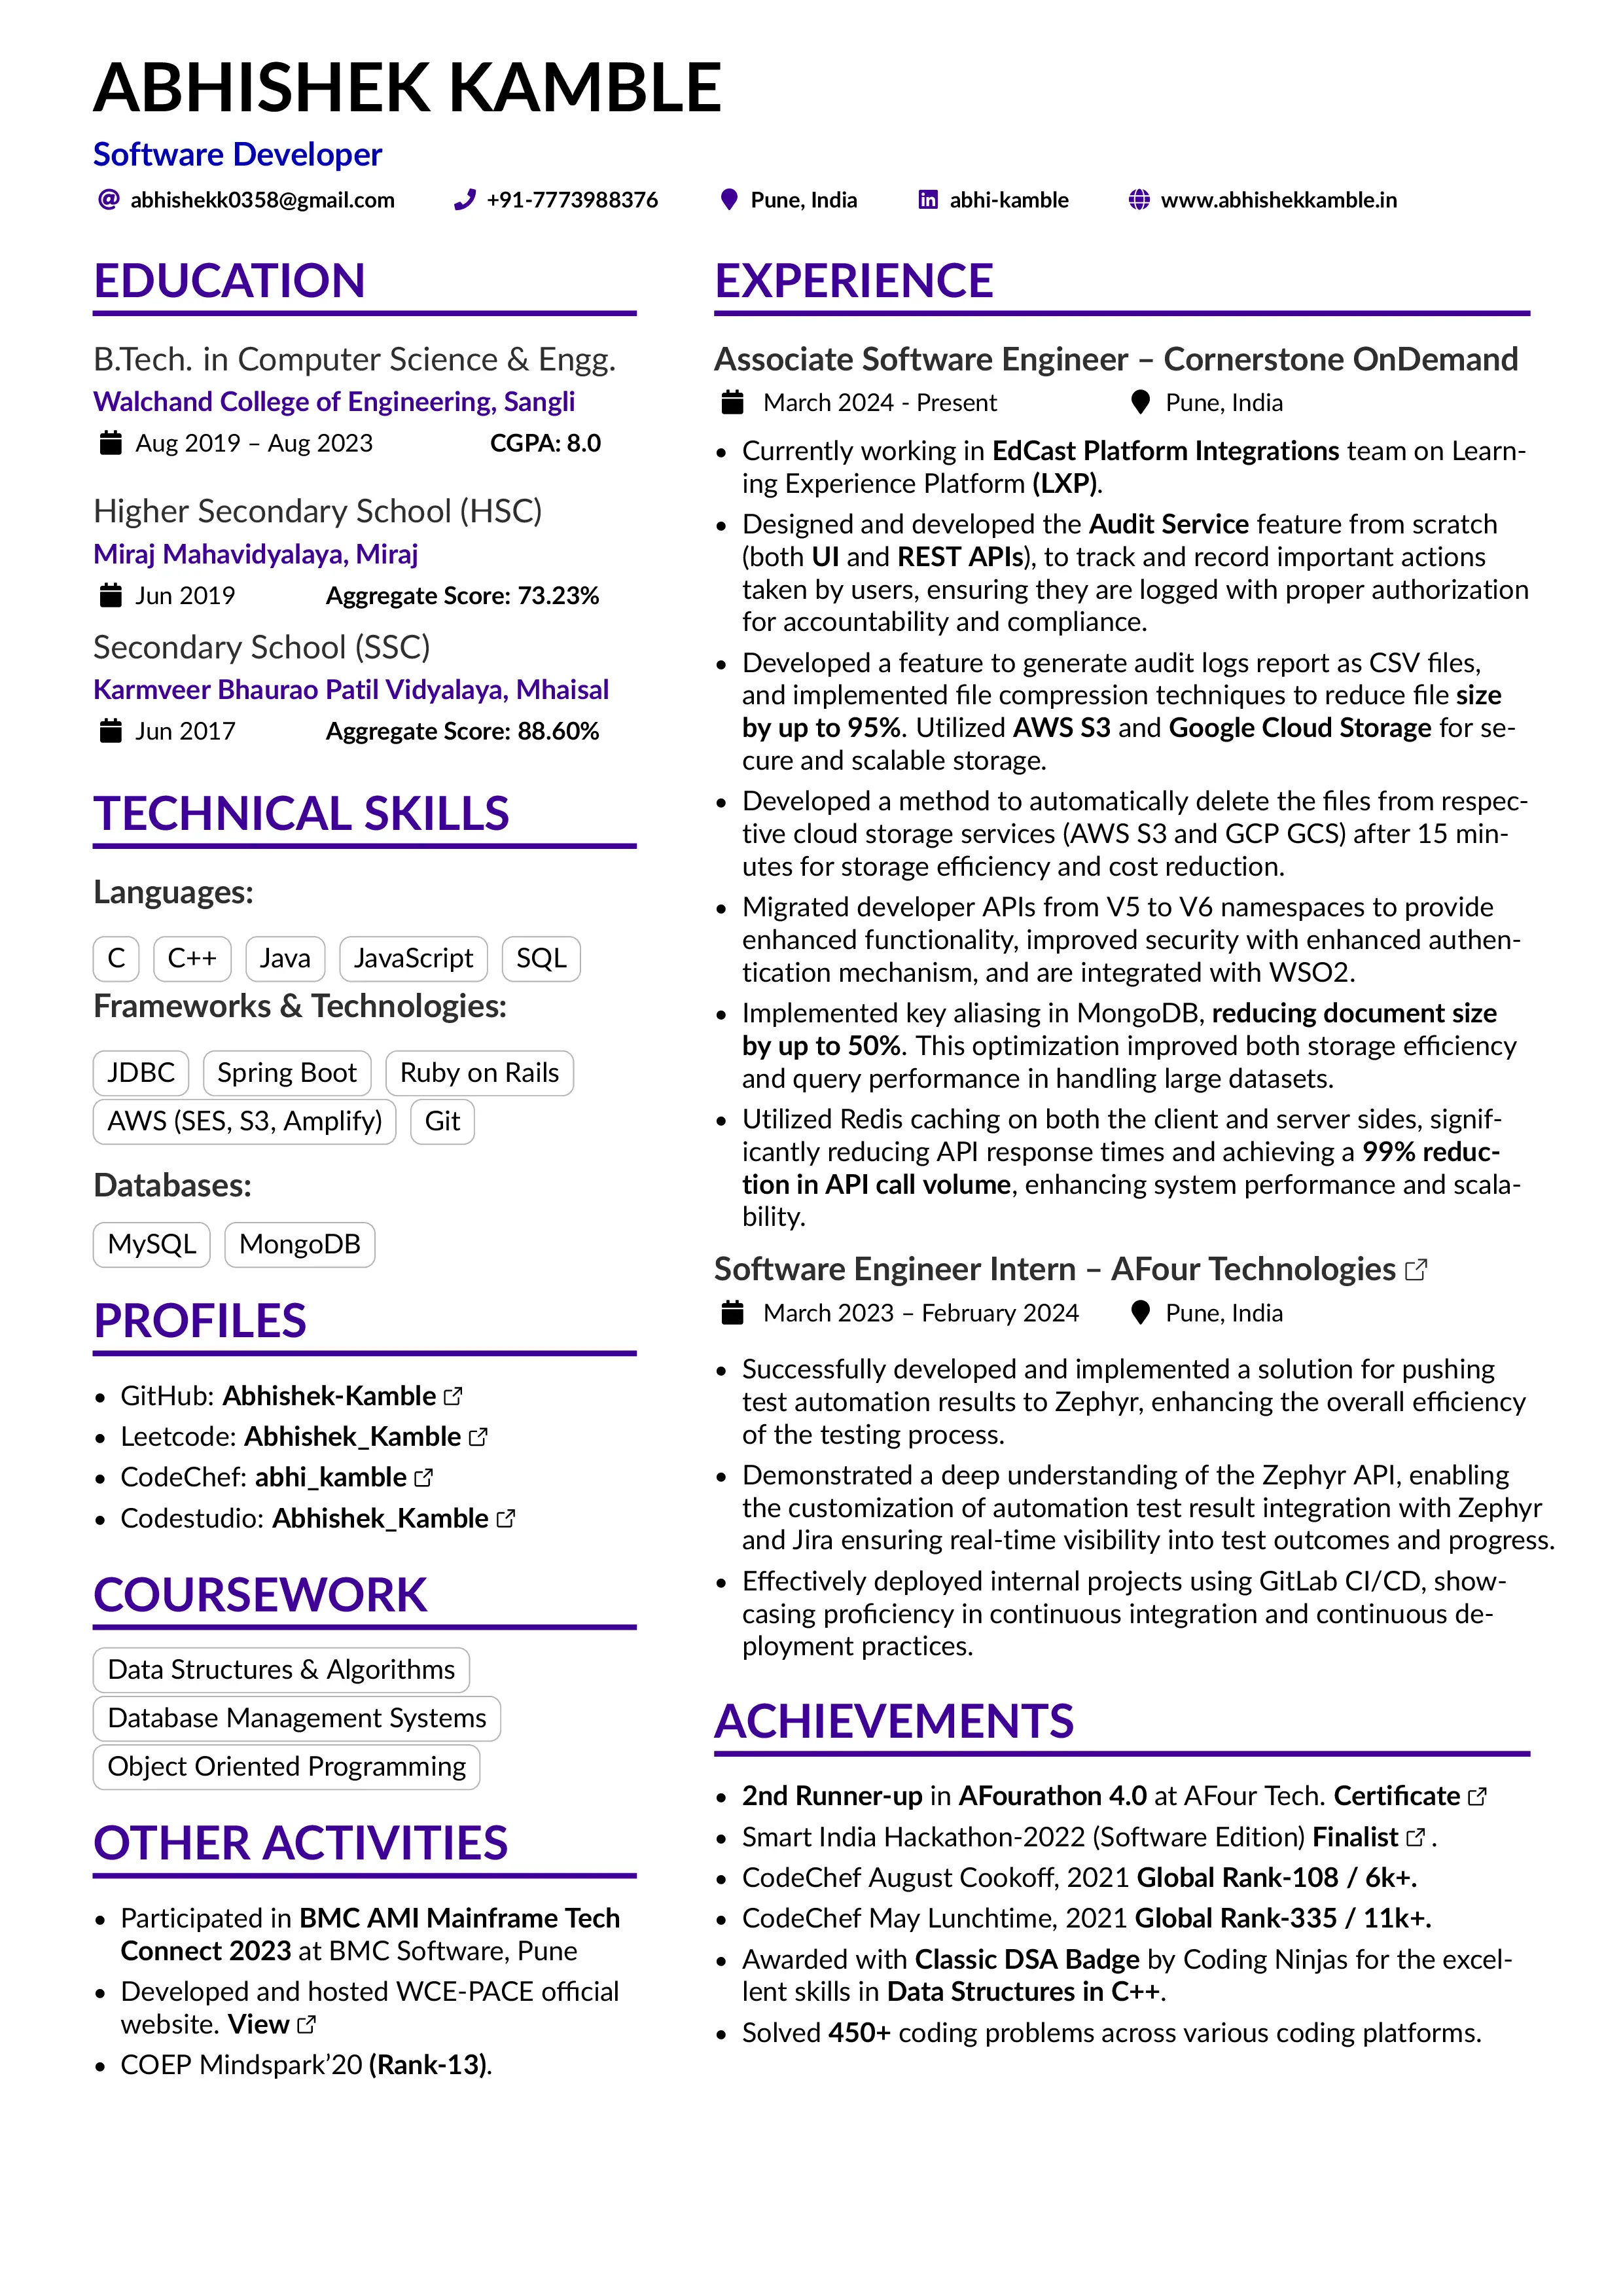 ABHISHEK KAMBLE
Software Developer
abhishekk0358@gmail.com +91-7773988376 Pune, India abhi-kamble www.abhishekkamble.in
EDUCATION
B.Tech. in Computer Science & Engg.
Walchand College of Engineering, Sangli
Aug 2019 – Aug 2023 CGPA: 8.0
Higher Secondary School (HSC)
Miraj Mahavidyalaya, Miraj
Jun 2019 Aggregate Score: 73.23%
Secondary School (SSC)
Karmveer Bhaurao Patil Vidyalaya, Mhaisal
Jun 2017 Aggregate Score: 88.60%
TECHNICAL SKILLS
Languages:
C C++ Java JavaScript SQL
Frameworks & Technologies:
JDBC Spring Boot Ruby on Rails
AWS (SES, S3, Amplify) Git
Databases:
MySQL MongoDB
PROFILES
• GitHub: Abhishek-Kamble
• Leetcode: Abhishek_Kamble
• CodeChef: abhi_kamble
• Codestudio: Abhishek_Kamble
COURSEWORK
Data Structures & Algorithms
Database Management Systems
Object Oriented Programming
OTHER ACTIVITIES
• Participated in BMC AMI Mainframe Tech
Connect 2023 at BMC Software, Pune
• Developed and hosted WCE-PACE official
website. View
• COEP Mindspark’20 (Rank-13).
EXPERIENCE
Associate Software Engineer – Cornerstone OnDemand
March 2024 - Present Pune, India
• Currently working in EdCast Platform Integrations team on Learn-
ing Experience Platform (LXP).
• Designed and developed the Audit Service feature from scratch
(both UI and REST APIs), to track and record important actions
taken by users, ensuring they are logged with proper authorization
for accountability and compliance.
• Developed a feature to generate audit logs report as CSV files,
and implemented file compression techniques to reduce file size
by up to 95%. Utilized AWS S3 and Google Cloud Storage for se-
cure and scalable storage.
• Developed a method to automatically delete the files from respec-
tive cloud storage services (AWS S3 and GCP GCS) after 15 min-
utes for storage efficiency and cost reduction.
• Migrated developer APIs from V5 to V6 namespaces to provide
enhanced functionality, improved security with enhanced authen-
tication mechanism, and are integrated with WSO2.
• Implemented key aliasing in MongoDB, reducing document size
by up to 50%. This optimization improved both storage efficiency
and query performance in handling large datasets.
• Utilized Redis caching on both the client and server sides, signif-
icantly reducing API response times and achieving a 99% reduc-
tion in API call volume, enhancing system performance and scala-
bility.
Software Engineer Intern – AFour Technologies
March 2023 – February 2024 Pune, India
• Successfully developed and implemented a solution for pushing
test automation results to Zephyr, enhancing the overall efficiency
of the testing process.
• Demonstrated a deep understanding of the Zephyr API, enabling
the customization of automation test result integration with Zephyr
and Jira ensuring real-time visibility into test outcomes and progress.
• Effectively deployed internal projects using GitLab CI/CD, show-
casing proficiency in continuous integration and continuous de-
ployment practices.
ACHIEVEMENTS
• 2nd Runner-up in AFourathon 4.0 at AFour Tech. Certificate
• Smart India Hackathon-2022 (Software Edition) Finalist .
• CodeChef August Cookoff, 2021 Global Rank-108 / 6k+.
• CodeChef May Lunchtime, 2021 Global Rank-335 / 11k+.
• Awarded with Classic DSA Badge by Coding Ninjas for the excel-
lent skills in Data Structures in C++.
• Solved 450+ coding problems across various coding platforms.